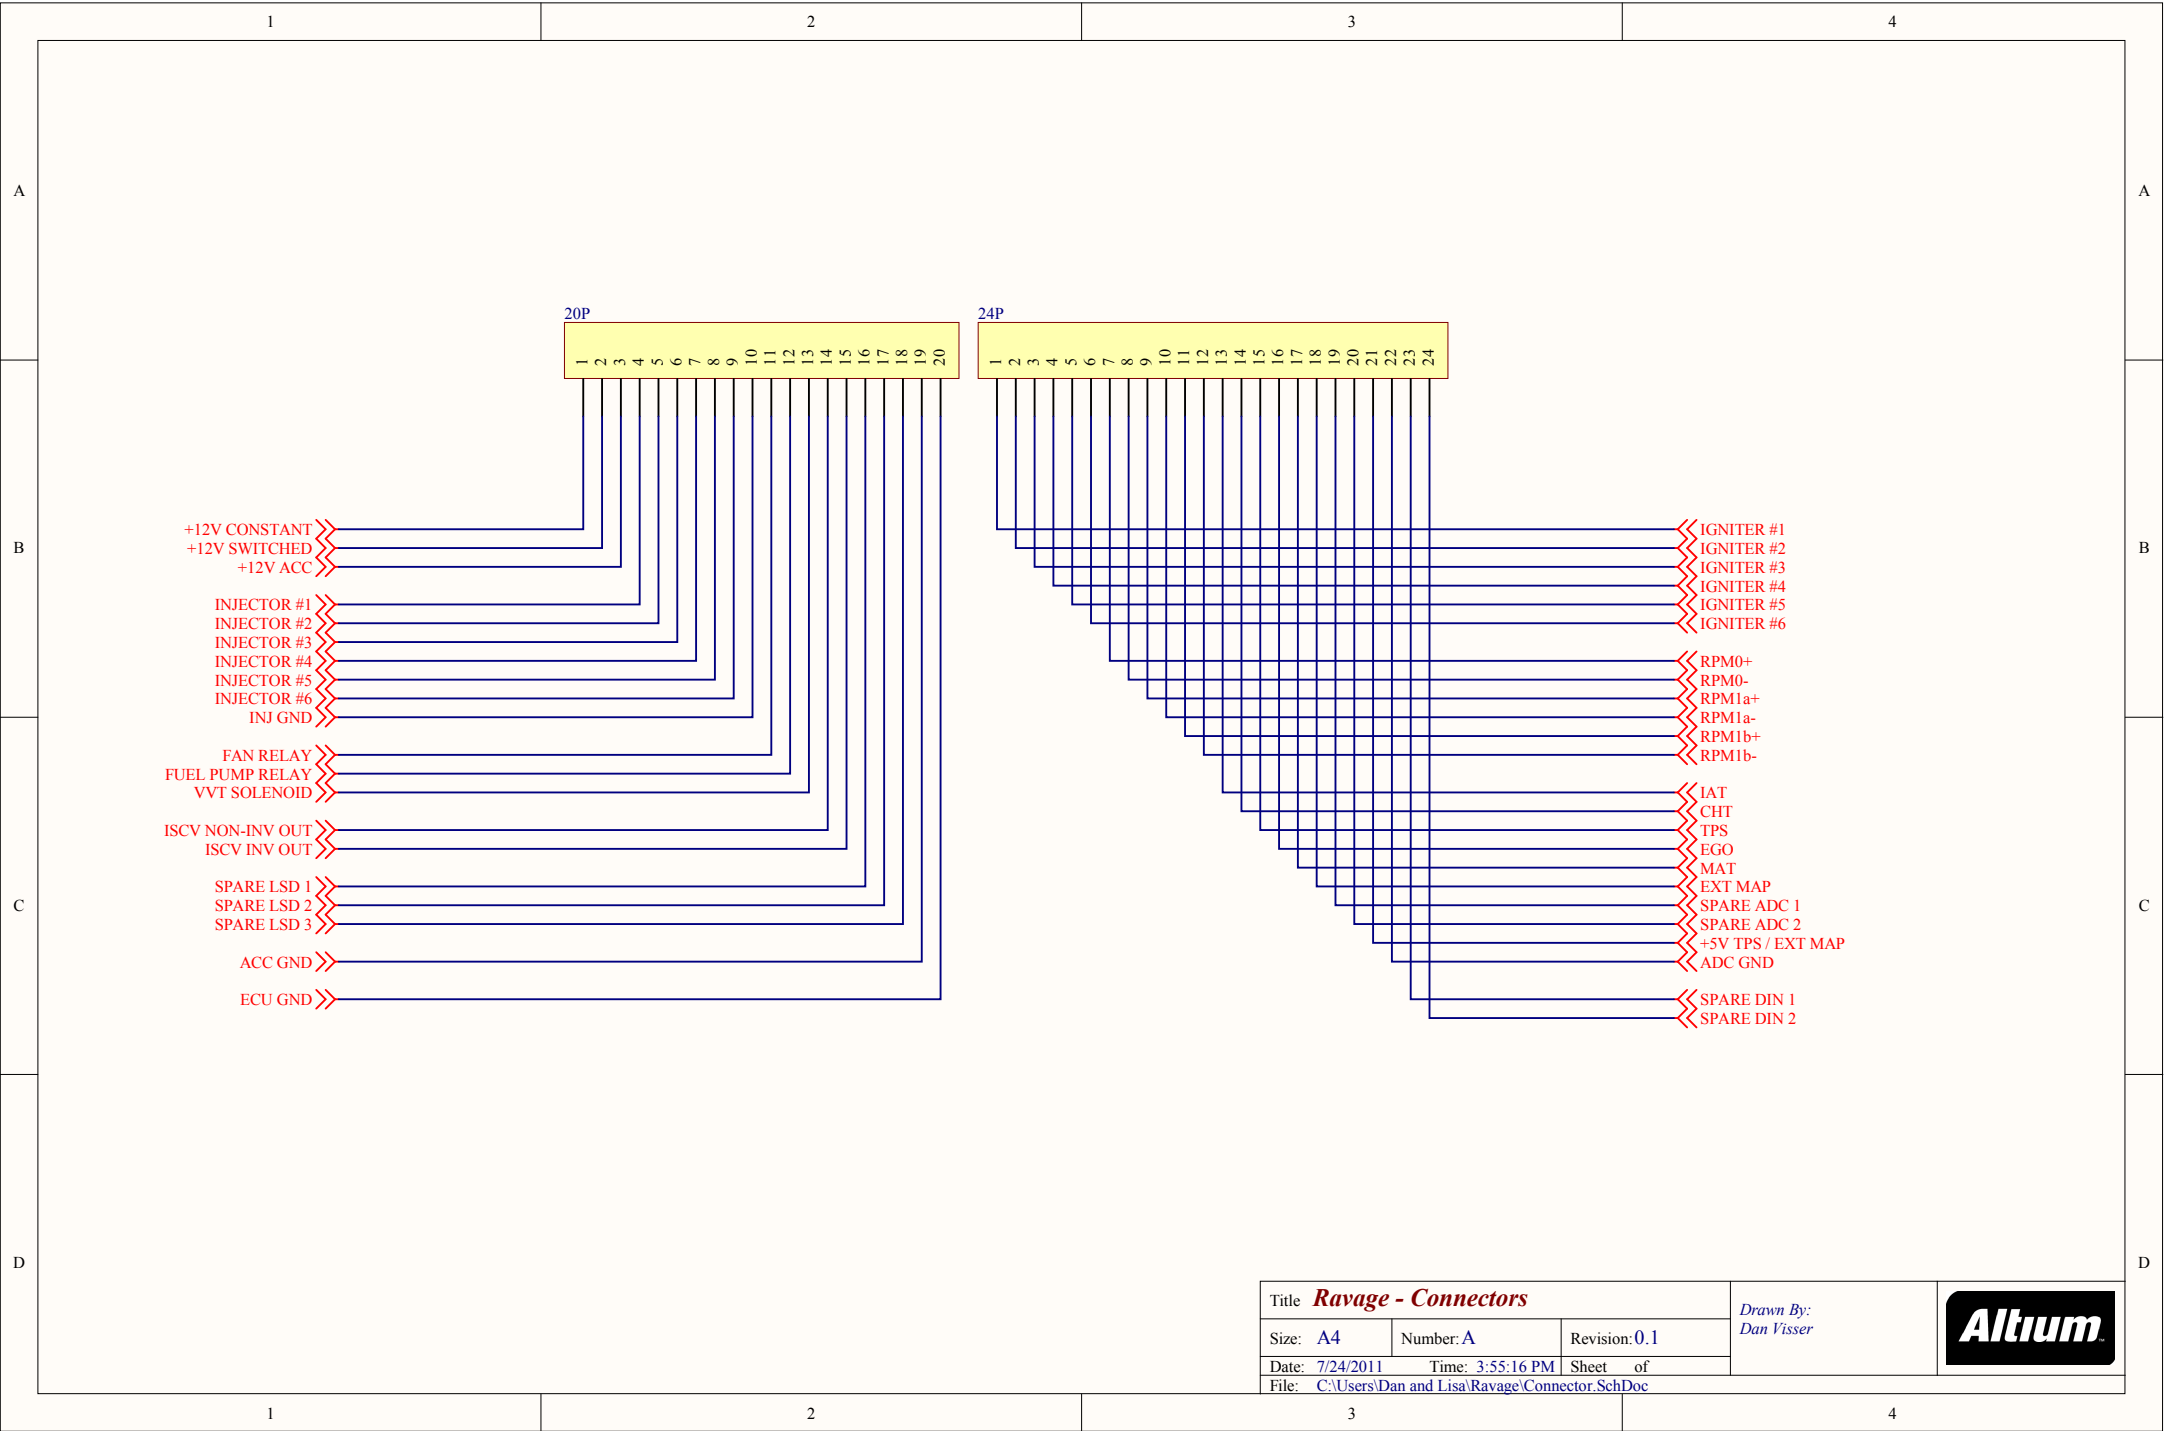 1 2 3 4
A A
B B
C C
D D
20P
1 2 3 4 5 6 7 8 9 10 11 12 13 14 15 16 17 18 19 20
24P
1 2 3 4 5 6 7 8 9 10 11 12 13 14 15 16 17 18 19 20 21 22 23 24
+12V CONSTANT
+12V SWITCHED
+12V ACC
INJECTOR #1
INJECTOR #2
INJECTOR #3
INJECTOR #4
INJECTOR #5
INJECTOR #6
INJ GND
FAN RELAY
FUEL PUMP RELAY
VVT SOLENOID
ISCV NON-INV OUT
ISCV INV OUT
SPARE LSD 1
SPARE LSD 2
SPARE LSD 3
ACC GND
ECU GND
IGNITER #1
IGNITER #2
IGNITER #3
IGNITER #4
IGNITER #5
IGNITER #6
RPM0+
RPM0-
RPM1a+
RPM1a-
RPM1b+
RPM1b-
IAT
CHT
TPS
EGO
MAT
EXT MAP
SPARE ADC 1
SPARE ADC 2
+5V TPS / EXT MAP
ADC GND
SPARE DIN 1
SPARE DIN 2
Title Ravage - Connectors
Size: A4 Number: A Revision: 0.1
Date: 7/24/2011 Time: 3:55:16 PM Sheet of
File: C:\Users\Dan and Lisa\Ravage\Connector.SchDoc
Drawn By:
Dan Visser
Altium
1 2 3 4